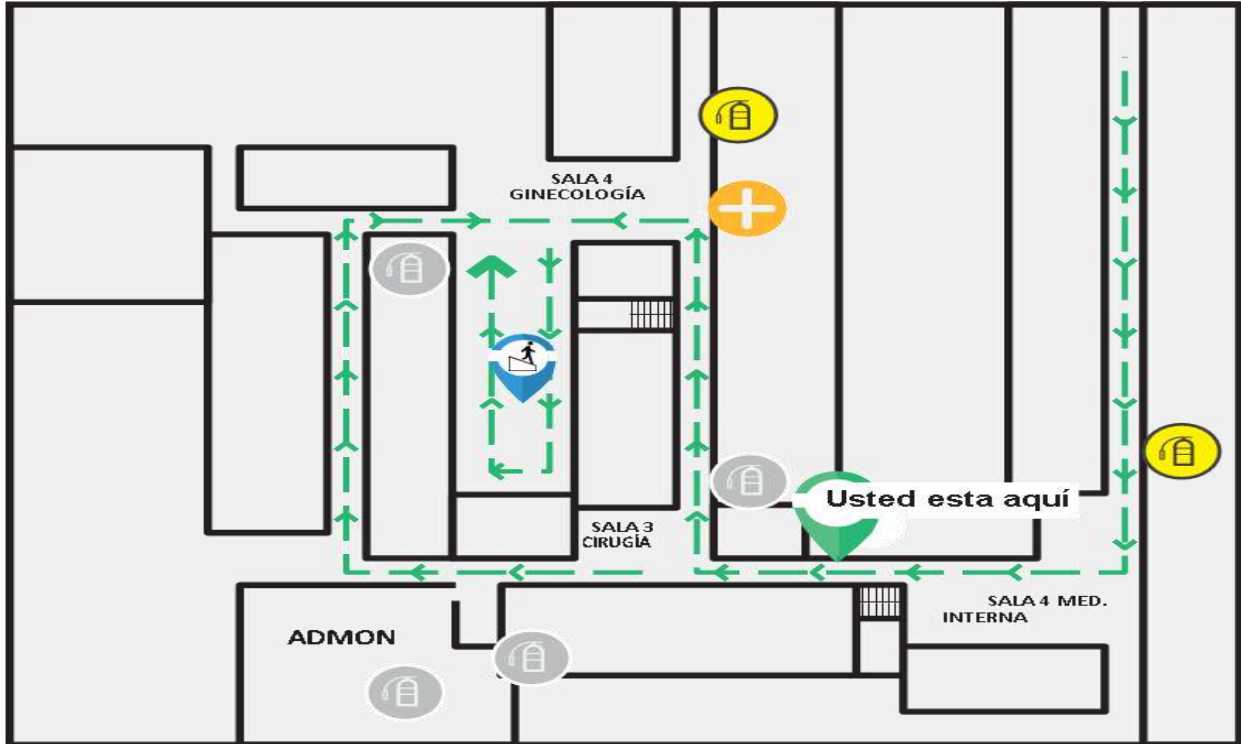 SALA 4
GINECOLOGÍA
Usted esta aquí
SALA 3
CIRUGÍA
SALA 4 MED.
INTERNA
ADMON